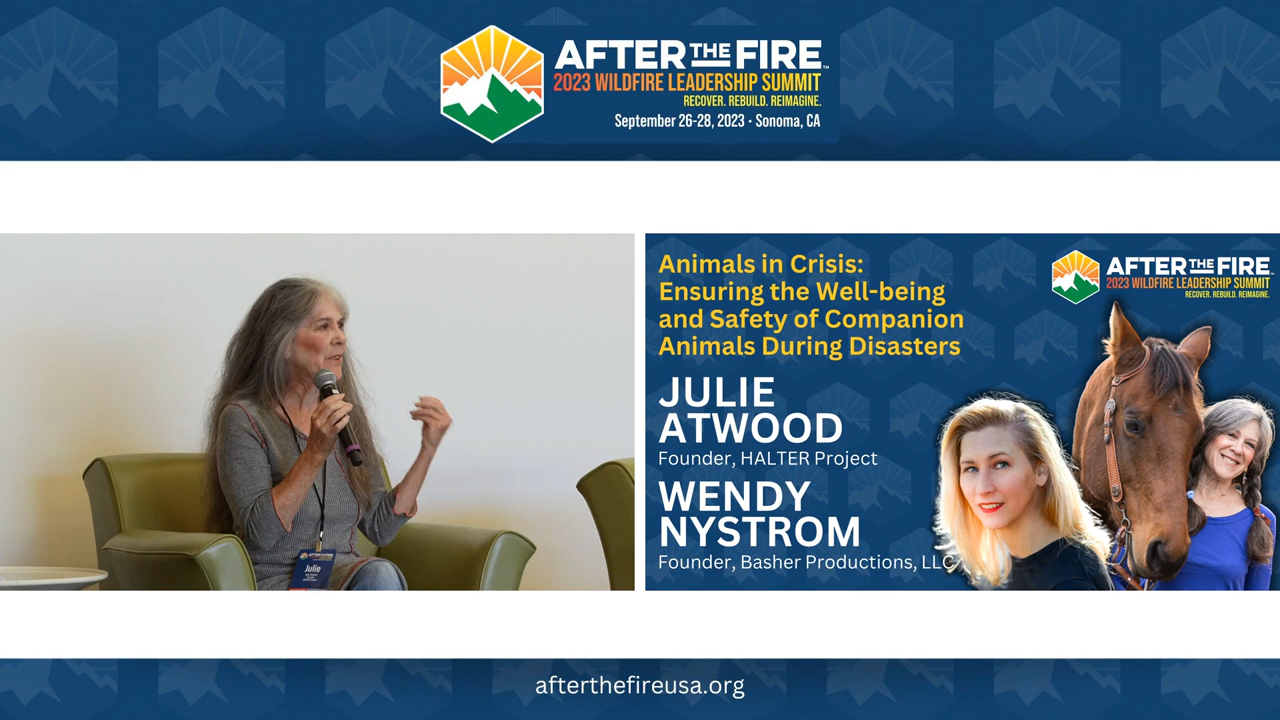 AFTER THE FIRE™
2023 WILDFIRE LEADERSHIP SUMMIT
RECOVER. REBUILD. REIMAGINE.
September 26-28, 2023 • Sonoma, CA
Julie
Animals in Crisis:
Ensuring the Well-being
and Safety of Companion
Animals During Disasters
AFTER THE FIRE™
2023 WILDFIRE LEADERSHIP SUMMIT
RECOVER. REBUILD. REIMAGINE.
JULIE
ATWOOD
Founder, HALTER Project
WENDY
NYSTROM
Founder, Basher Productions, LLC
afterthefireusa.org